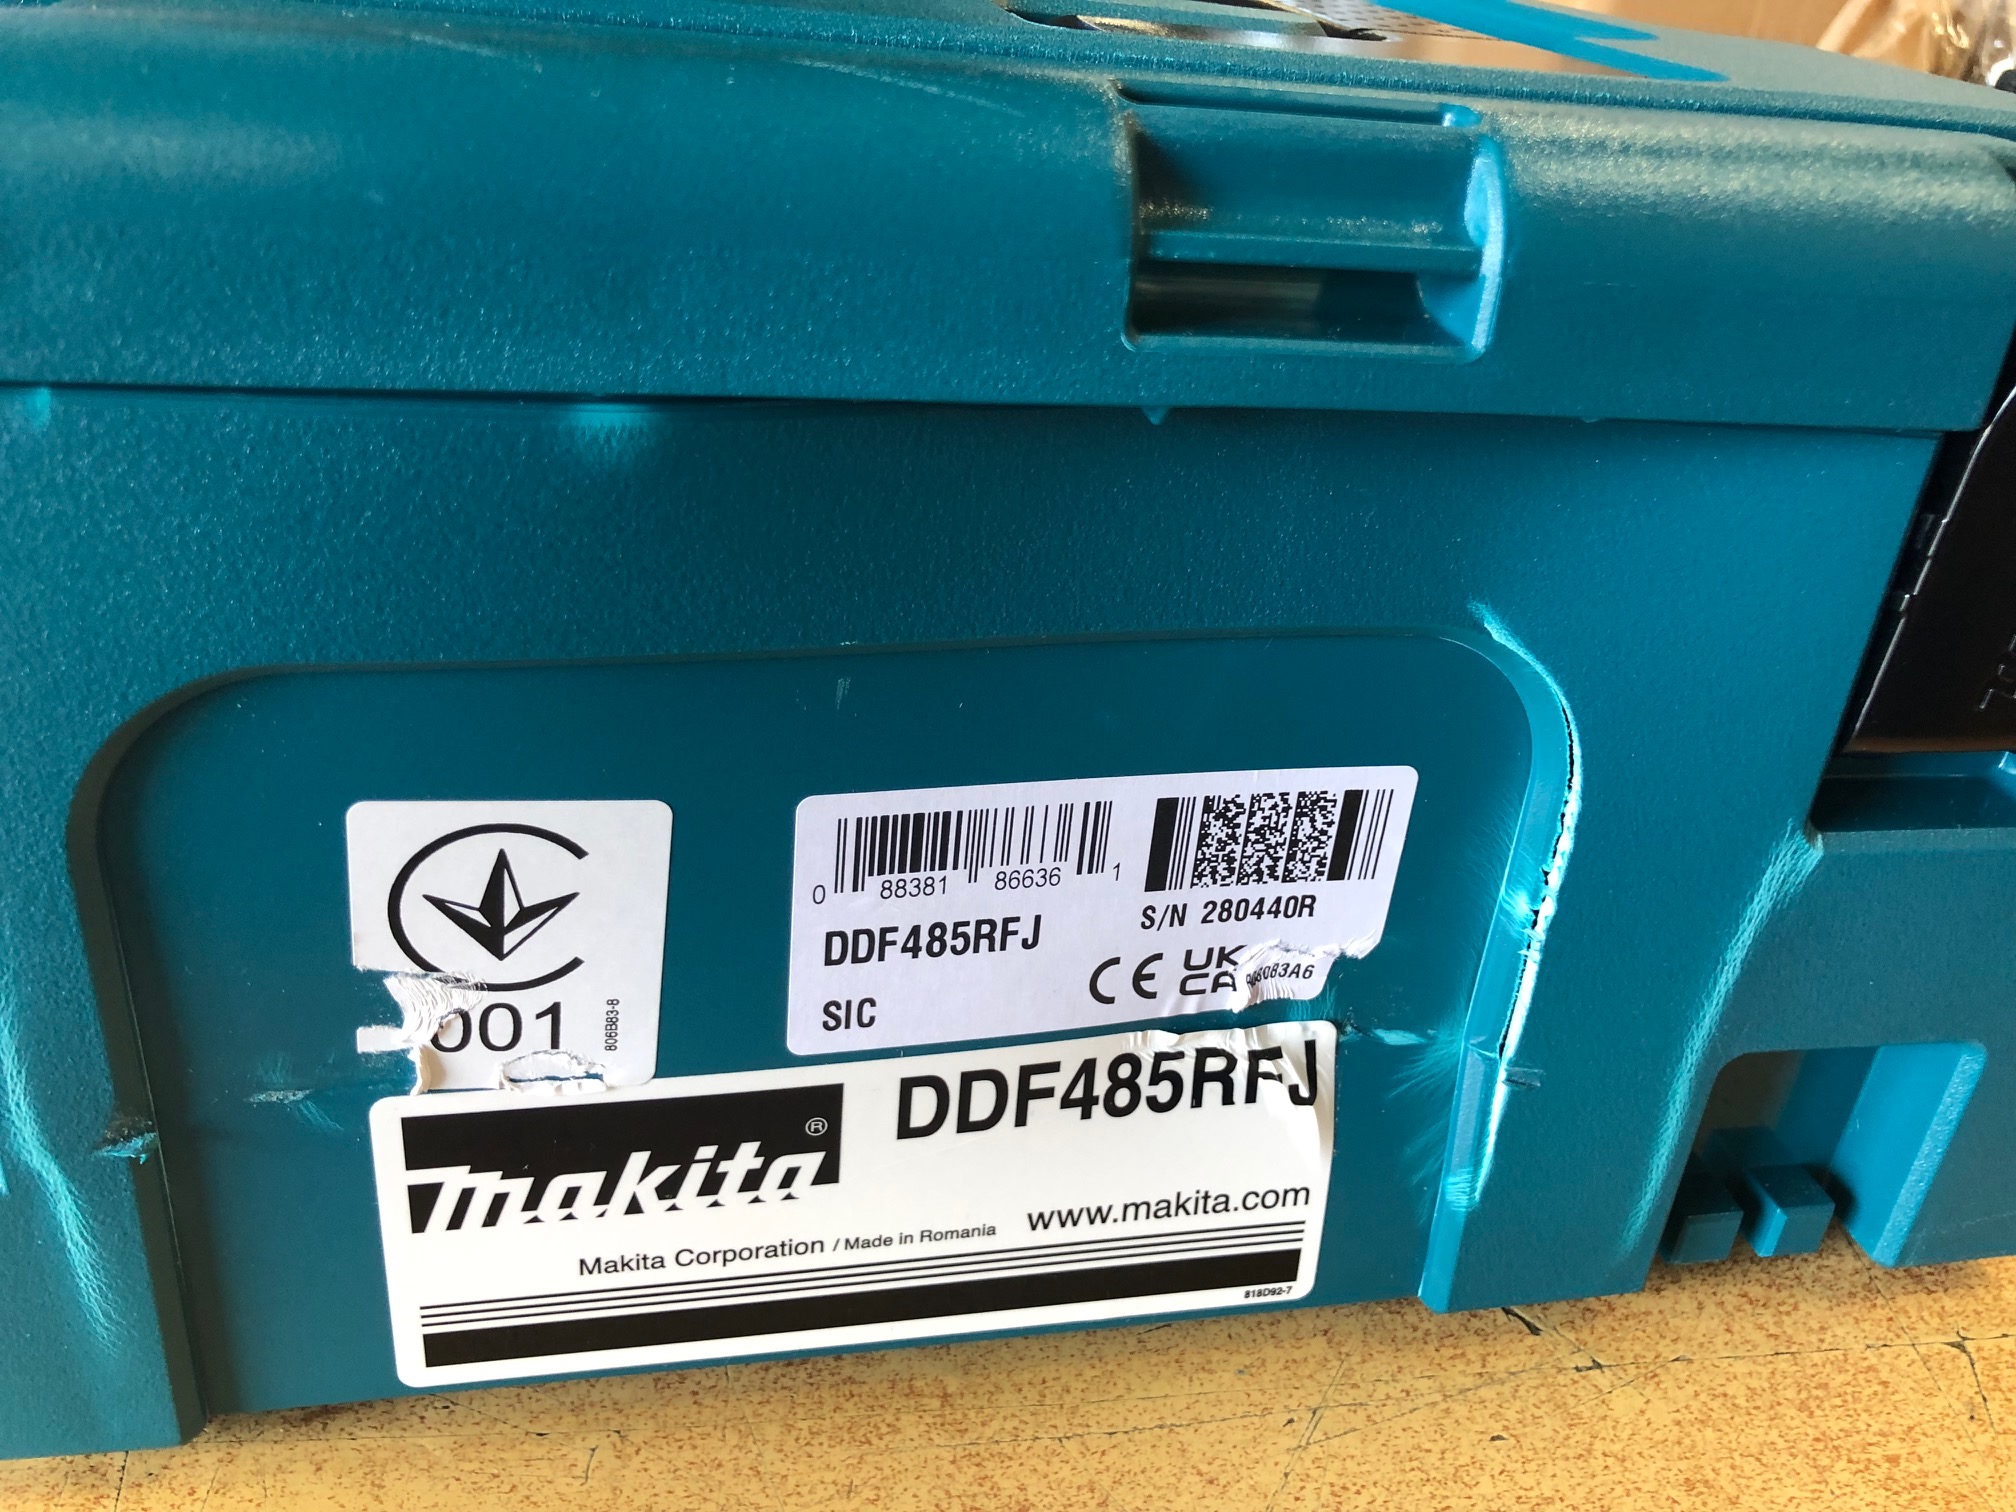 0 88381 86636 1
S/N 280440R
DDF485RFJ
CE UK
CA
SIC
001
806B83-8
makita®
DDF485RFJ
www.makita.com
Makita Corporation / Made in Romania
818D92-7